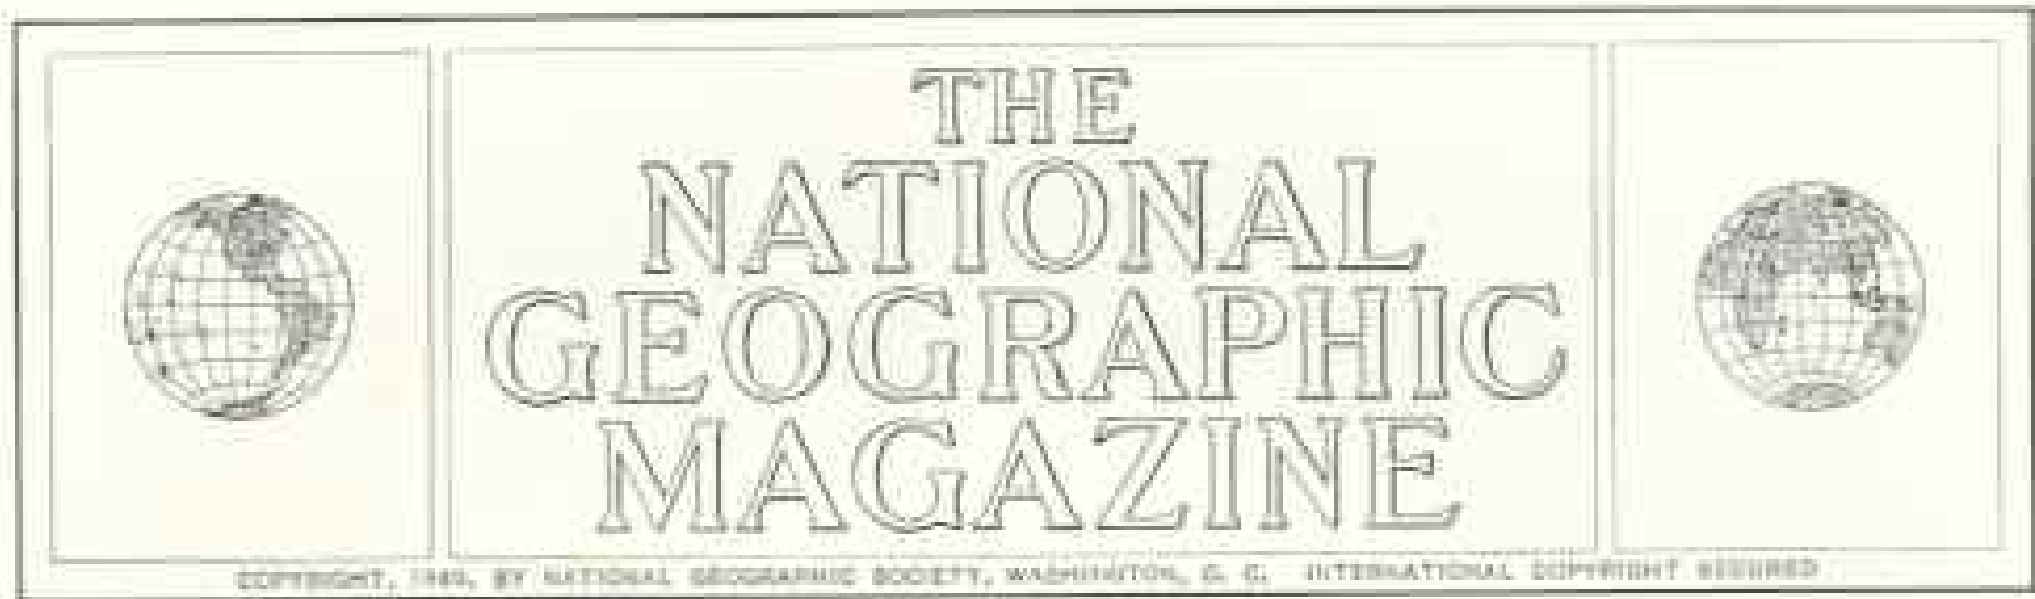 THE
NATIONAL
GEOGRAPHIC
MAGAZINE
COPYRIGHT, BY NATIONAL GEOGRAPHIC SOCIETY, WASHINGTON, D. C. INTERNATIONAL COPYRIGHT SECURED